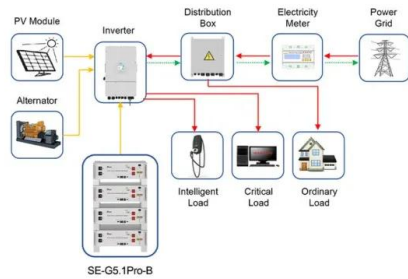 PV Module
Inverter
Distribution
Box
Electricity
Meter
Power
Grid
Alternator
Intelligent
Load
Critical
Load
Ordinary
Load
SE-G5.1Pro-B